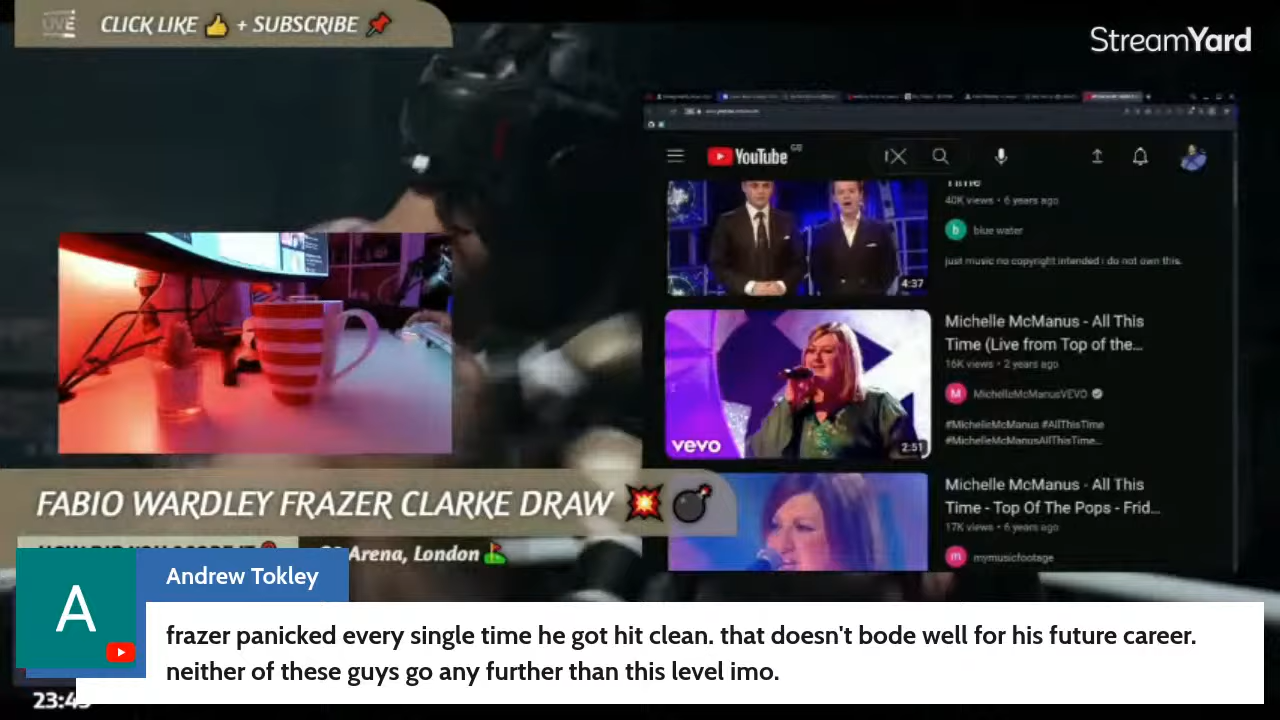 LIVE
CLICK LIKE 👍 + SUBSCRIBE 📌
StreamYard
YouTube
GB
Time
40K views • 6 years ago
b
blue water
just music no copyright intended i do not own this.
4:37
Michelle McManus - All This
Time (Live from Top of the...
16K views • 2 years ago
M
MichelleMcManusVEVO
#MichelleMcManus #AllThisTime
#MichelleMcManusAllThisTime...
vevo
2:51
Michelle McManus - All This
Time - Top Of The Pops - Frid...
17K views • 6 years ago
m
mymusicfootage
FABIO WARDLEY FRAZER CLARKE DRAW 💥 💣
Arena, London ⛳
A
Andrew Tokley
frazer panicked every single time he got hit clean. that doesn't bode well for his future career.
neither of these guys go any further than this level imo.
23:45